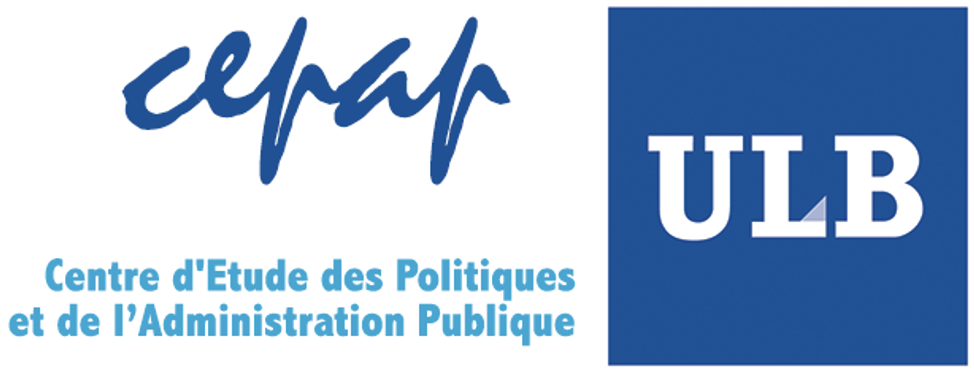 cepap
Centre d'Etude des Politiques
et de l’Administration Publique
ULB